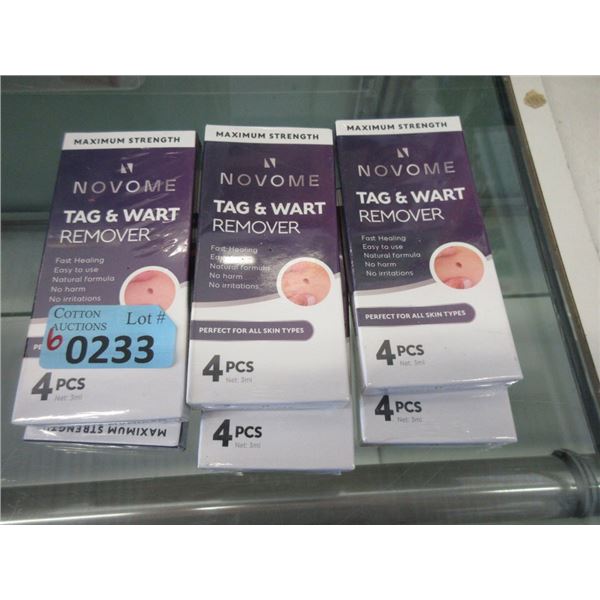 MAXIMUM STRENGTH
NOVOME
TAG & WART
REMOVER
Fast Healing
Easy to use
Natural formula
No harm
No irritations
COTTON
AUCTIONS
Lot #
6
0233
4 PCS
Net: 3ml
MAXIMUM STRENGTH
MAXIMUM STRENGTH
NOVOME
TAG & WART
REMOVER
Fast Healing
Easy to use
Natural formula
No harm
No irritations
PERFECT FOR ALL SKIN TYPES
4 PCS
Net: 3ml
4 PCS
Net: 3ml
MAXIMUM STRENGTH
NOVOME
TAG & WART
REMOVER
Fast Healing
Easy to use
Natural formula
No harm
No irritations
PERFECT FOR ALL SKIN TYPES
4 PCS
Net: 3ml
4 PCS
Net: 3ml